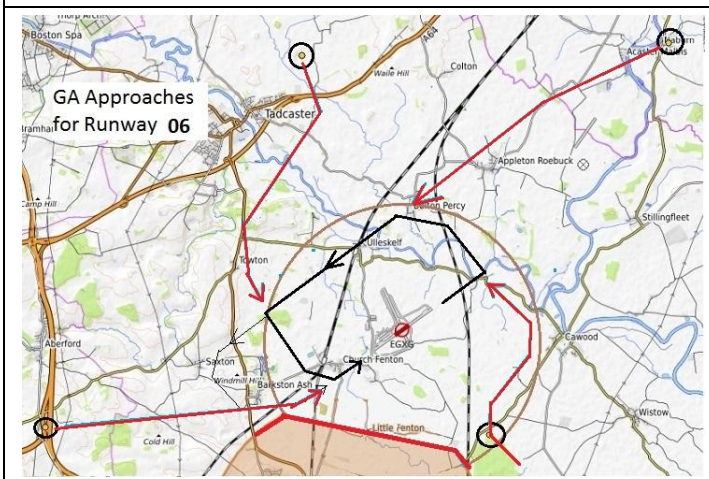 Thorp Arch
Boston Spa
A64
Colton
Waile Hill
Acaster Malbis
GA Approaches
for Runway 06
Tadcaster
Bramham
Appleton Roebuck
Camp Hill
Bolton Percy
Stillingfleet
Ulleskelf
Towton
EGXG
Cawood
Aberford
Saxton
Church Fenton
Windmill Hill
Barkston Ash
Wistow
Little Fenton
Cold Hill